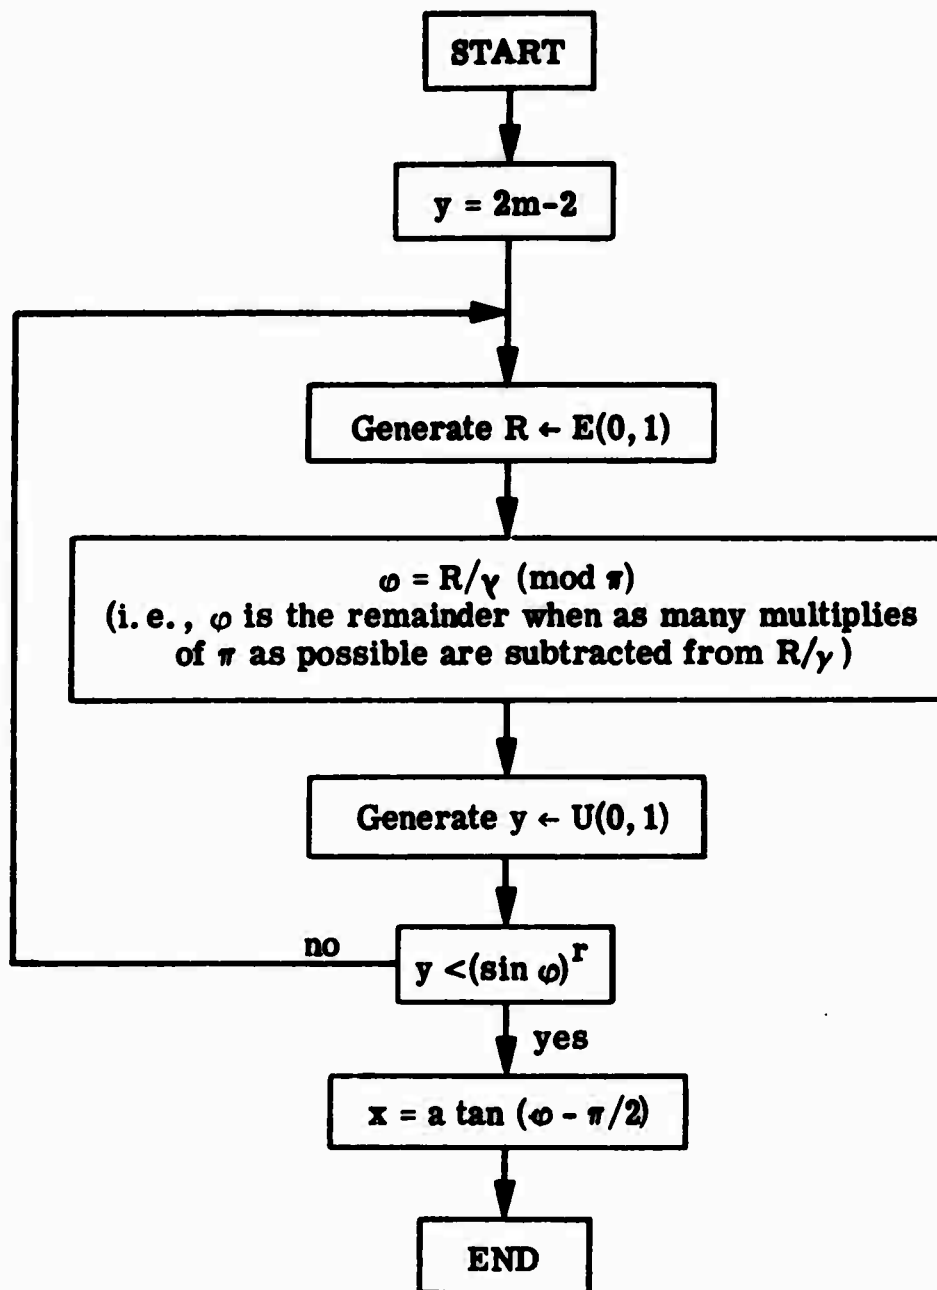 START
y = 2m-2
Generate R ← E(0, 1)
φ = R/γ (mod π)
(i. e. , φ is the remainder when as many multiplies
of π as possible are subtracted from R/γ )
Generate y ← U(0, 1)
no
y <(sin φ)^r
yes
x = a tan (φ - π/2)
END